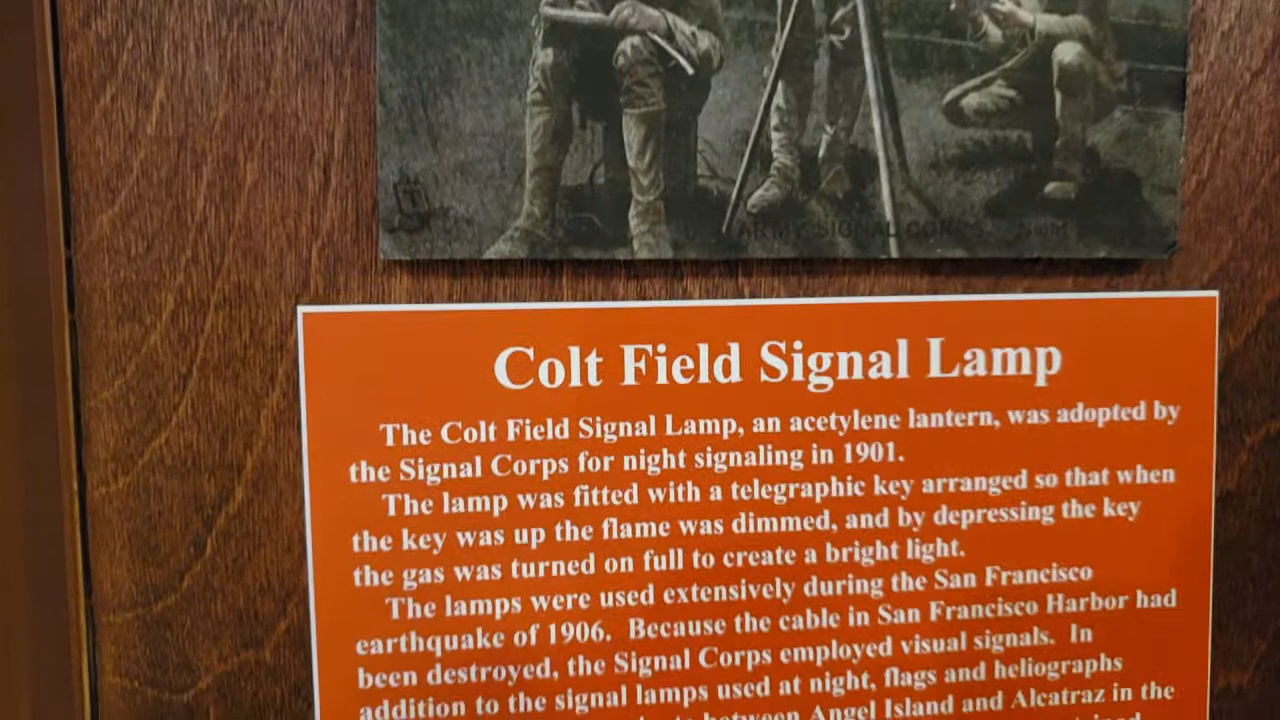 ARMY SIGNAL CORPS. Night
Colt Field Signal Lamp
The Colt Field Signal Lamp, an acetylene lantern, was adopted by
the Signal Corps for night signaling in 1901.
The lamp was fitted with a telegraphic key arranged so that when
the key was up the flame was dimmed, and by depressing the key
the gas was turned on full to create a bright light.
The lamps were used extensively during the San Francisco
earthquake of 1906. Because the cable in San Francisco Harbor had
been destroyed, the Signal Corps employed visual signals. In
addition to the signal lamps used at night, flags and heliographs
between Angel Island and Alcatraz in the